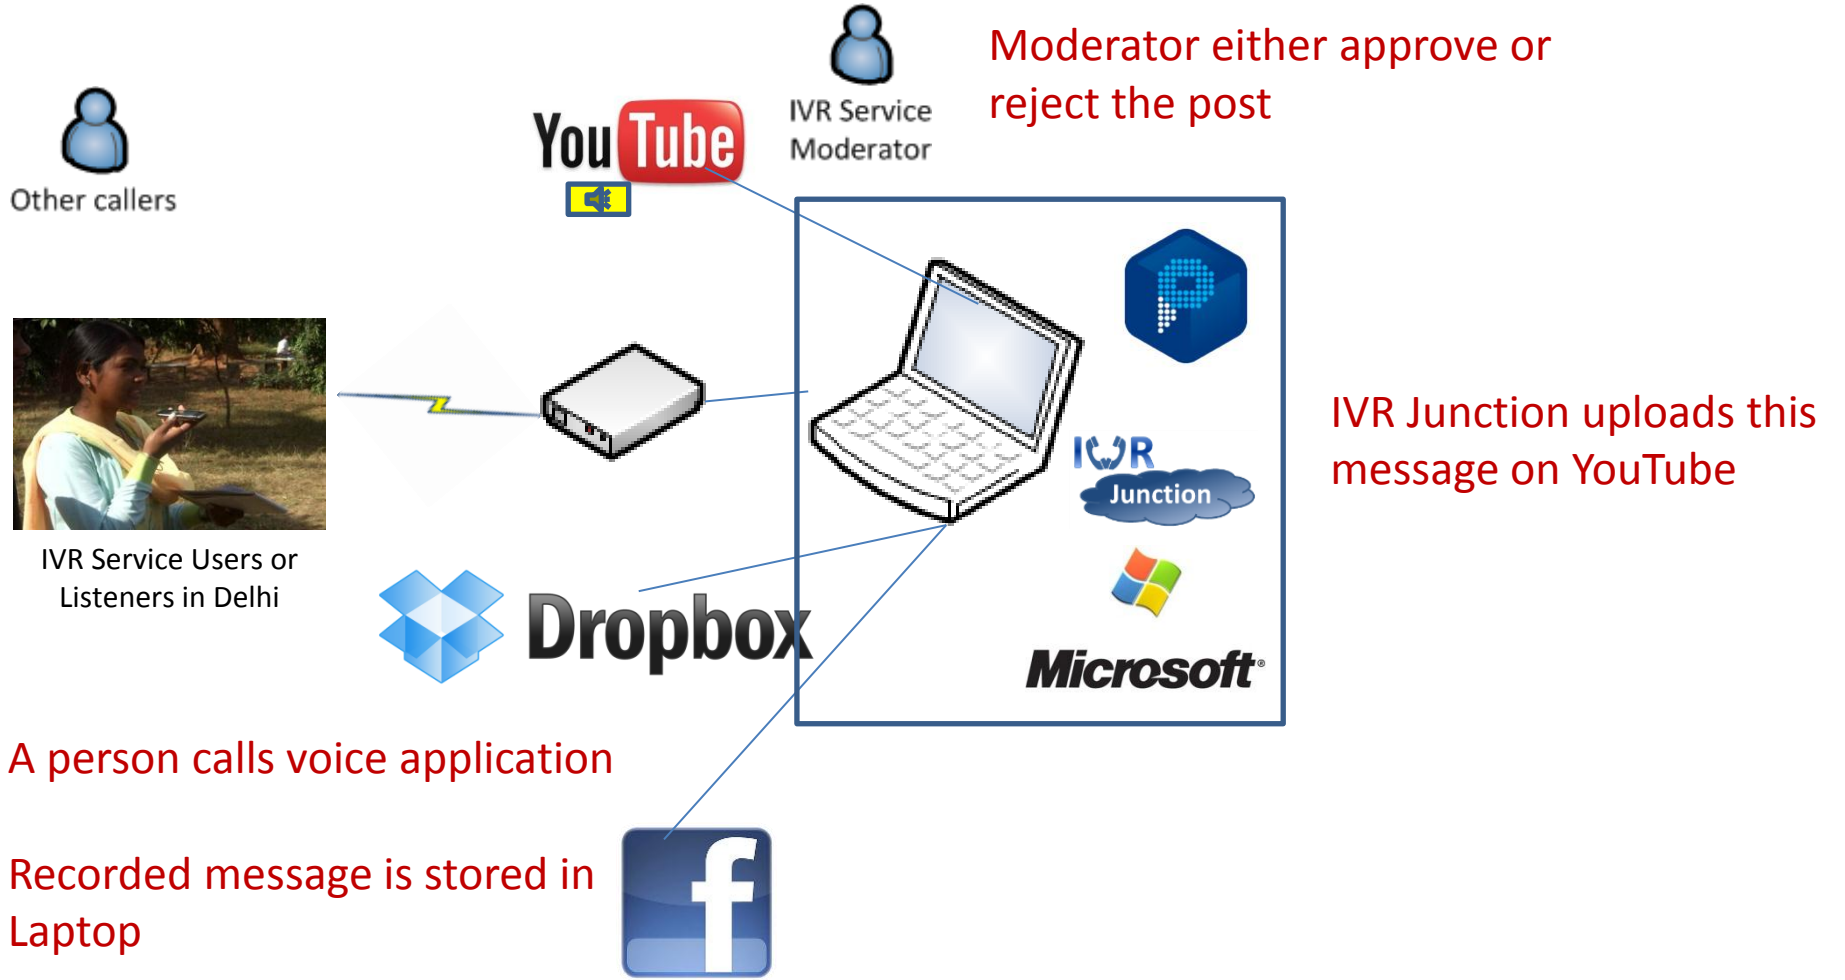 Moderator either approve or
reject the post
IVR Service
Moderator
Other callers
You Tube
IVR Junction uploads this
message on YouTube
IVR
Junction
IVR Service Users or
Listeners in Delhi
Dropbox
Microsoft®
A person calls voice application
Recorded message is stored in
Laptop